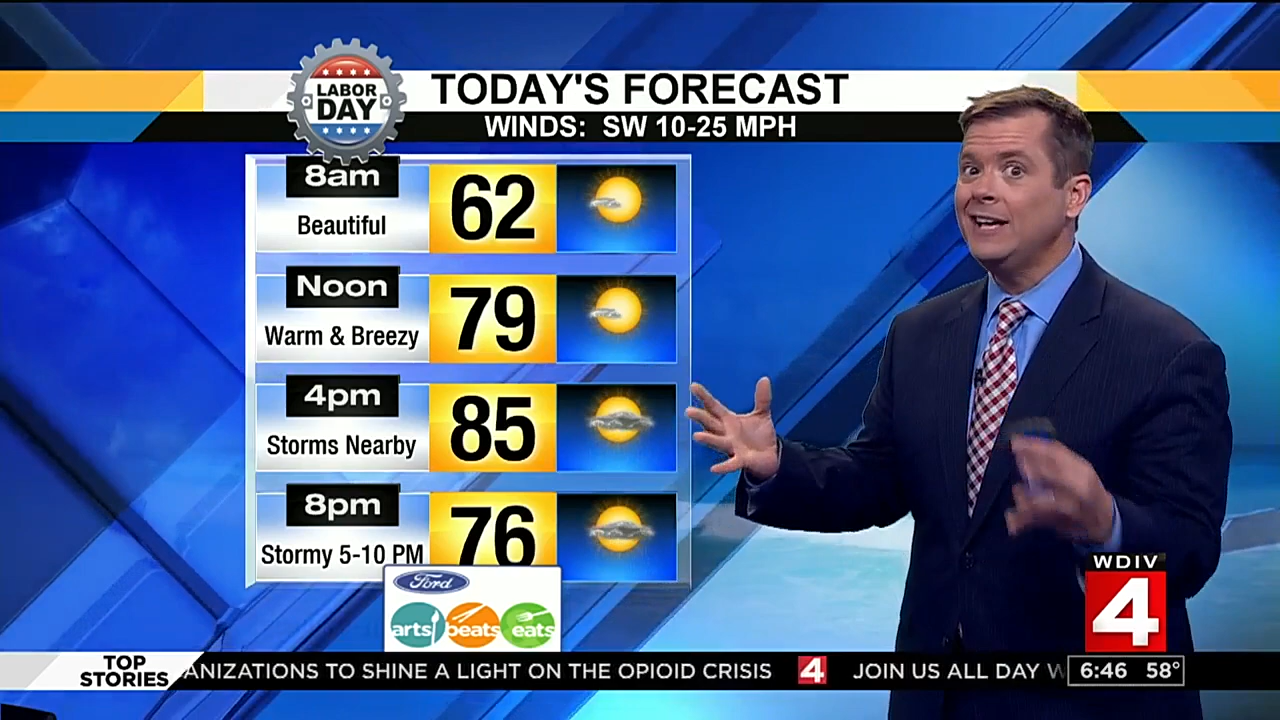 LABOR
DAY
TODAY'S FORECAST
WINDS: SW 10-25 MPH
8am
Beautiful
62
Noon
Warm & Breezy
79
4pm
Storms Nearby
85
8pm
Stormy 5-10 PM
76
Ford
arts beats eats
WDIV
4
TOP
STORIES
ANIZATIONS TO SHINE A LIGHT ON THE OPIOID CRISIS 4 JOIN US ALL DAY W
6:46 58°